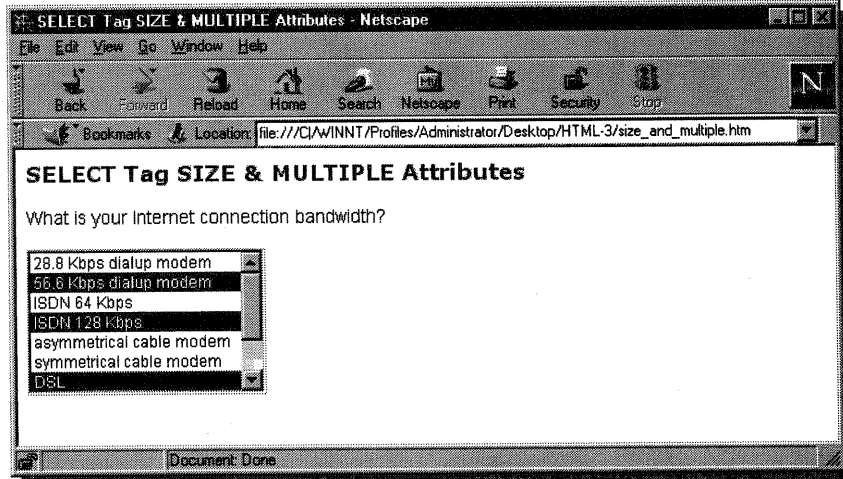 SELECT Tag SIZE & MULTIPLE Attributes - Netscape
File Edit View Go Window Help
Back Forward Reload Home Search Netscape Print Security Stop
N
Bookmarks Location: file:///C|/WINNT/Profiles/Administrator/Desktop/HTML-3/size_and_multiple.htm
SELECT Tag SIZE & MULTIPLE Attributes
What is your Internet connection bandwidth?
28.8 Kbps dialup modem
56.6 Kbps dialup modem
ISDN 64 Kbps
ISDN 128 Kbps
asymmetrical cable modem
symmetrical cable modem
DSL
Document: Done